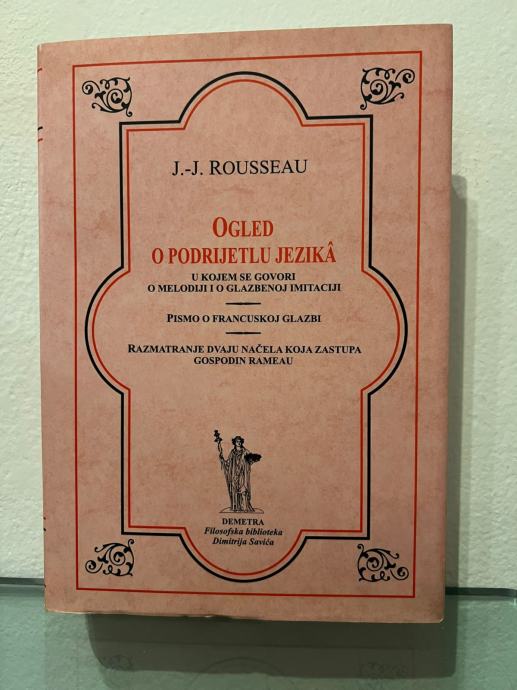 J.-J. ROUSSEAU
OGLED
O PODRIJETLU JEZIKÂ
U KOJEM SE GOVORI
O MELODIJI I O GLAZBENOJ IMITACIJI
PISMO O FRANCUSKOJ GLAZBI
RAZMATRANJE DVAJU NAČELA KOJA ZASTUPA
GOSPODIN RAMEAU
DEMETRA
Filosofska biblioteka
Dimitrija Savića